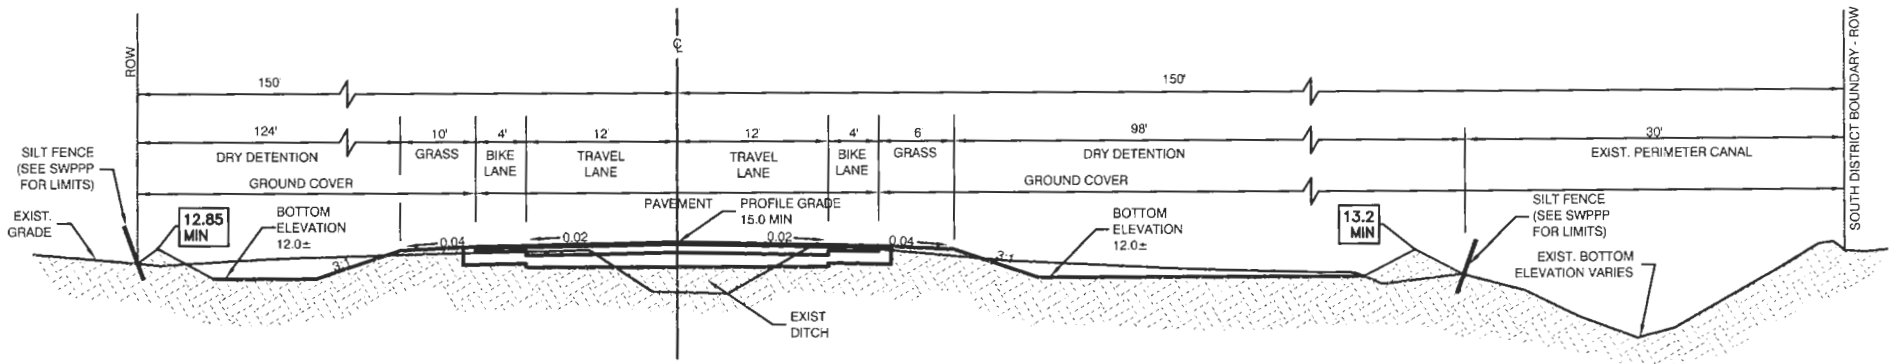 ROW
150'
℄
150'
SOUTH DISTRICT BOUNDARY - ROW
124'
10'
4'
12'
12'
4'
6
98'
30'
SILT FENCE
(SEE SWPPP
FOR LIMITS)
DRY DETENTION
GRASS
BIKE
LANE
TRAVEL
LANE
TRAVEL
LANE
BIKE
LANE
GRASS
DRY DETENTION
EXIST. PERIMETER CANAL
GROUND COVER
PAVEMENT
GROUND COVER
EXIST.
GRADE
12.85
MIN
BOTTOM
ELEVATION
12.0±
PROFILE GRADE
15.0 MIN
BOTTOM
ELEVATION
12.0±
13.2
MIN
SILT FENCE
(SEE SWPPP
FOR LIMITS)
3:1
0.04
0.02
0.02
0.04
3:1
EXIST. BOTTOM
ELEVATION VARIES
EXIST
DITCH